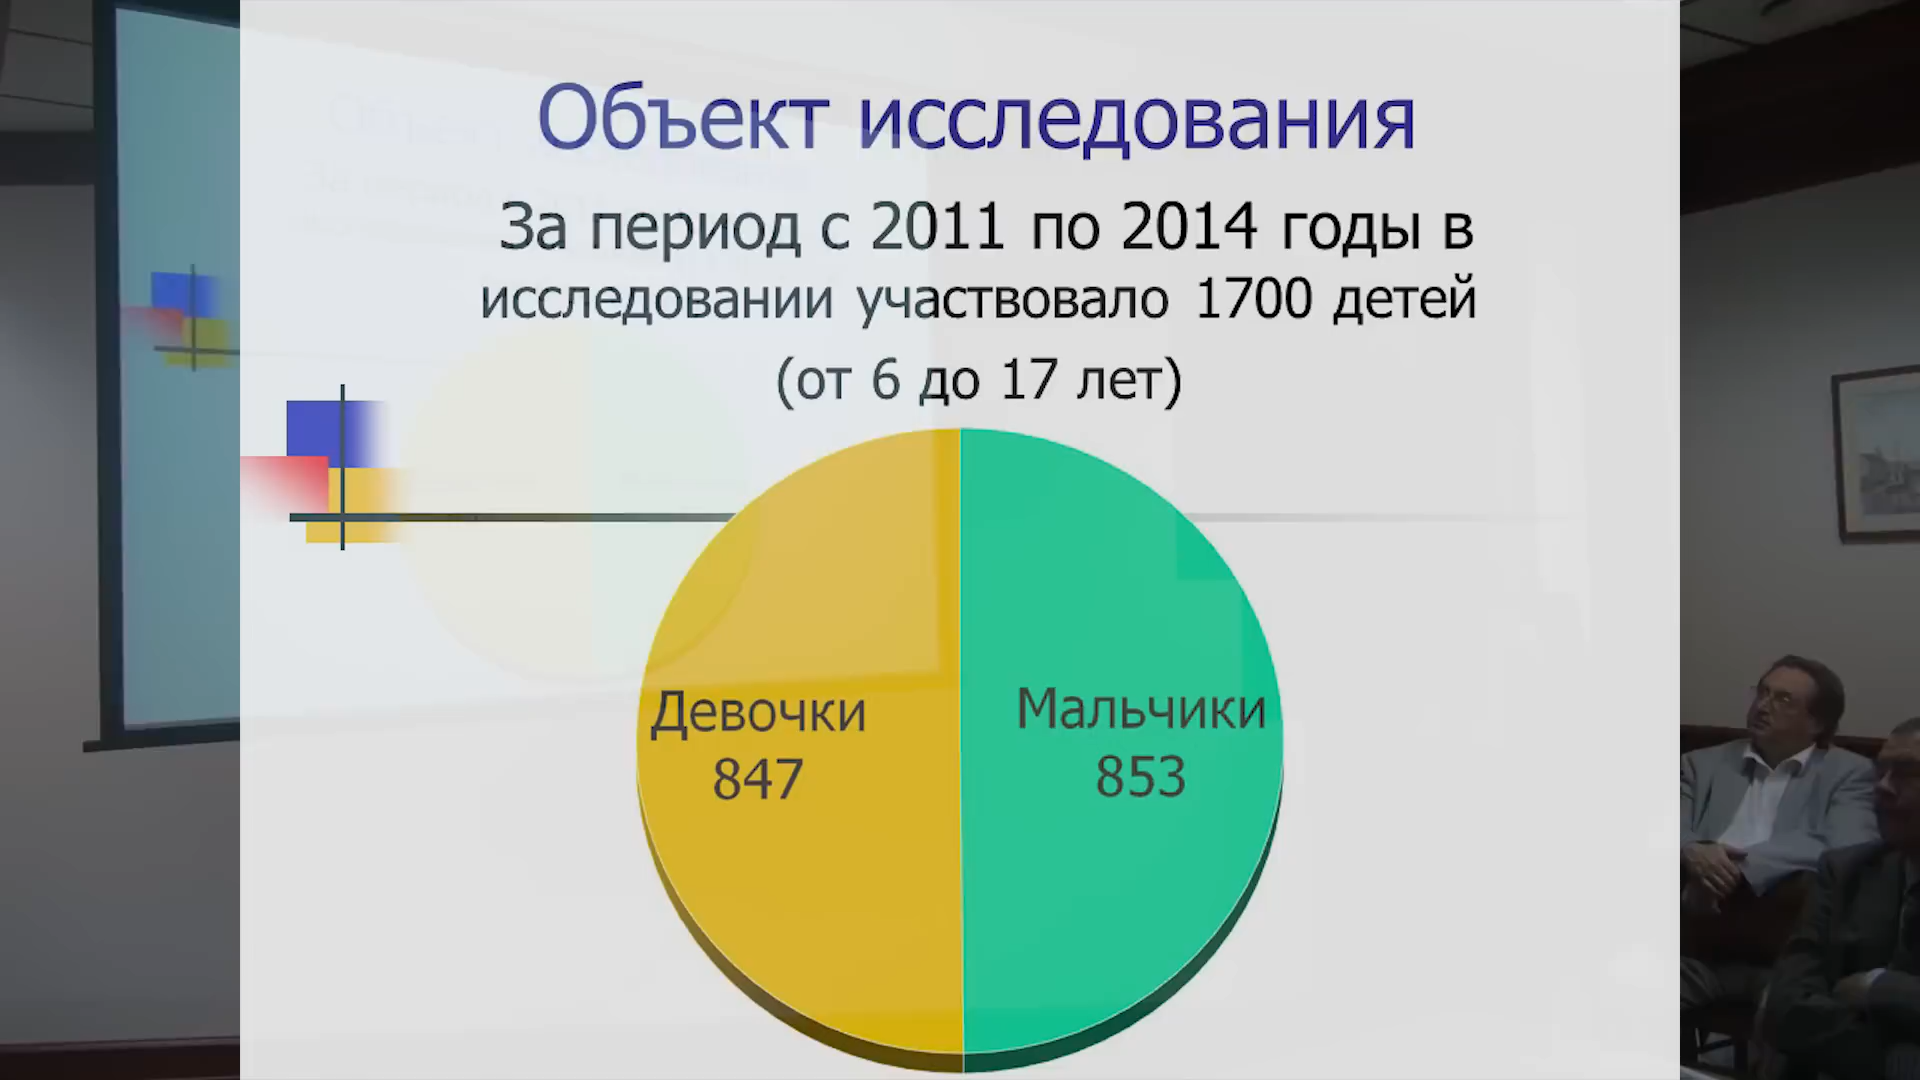 Объект исследования
За период с 2011 по 2014 годы в
исследовании участвовало 1700 детей
(от 6 до 17 лет)
Девочки
847
Мальчики
853